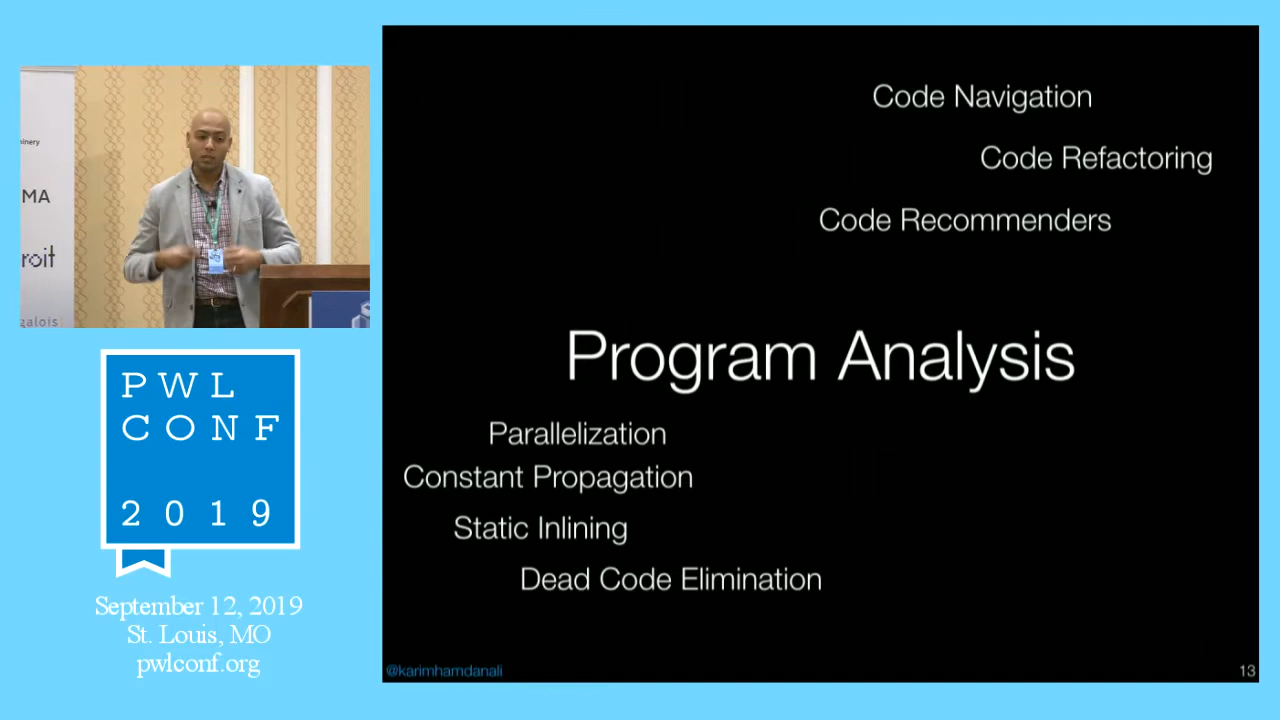 inery
MA
roit
galois
PWL
CONF
2019
September 12, 2019
St. Louis, MO
pwlconf.org
Code Navigation
Code Refactoring
Code Recommenders
Program Analysis
Parallelization
Constant Propagation
Static Inlining
Dead Code Elimination
@karimhamdanali
13